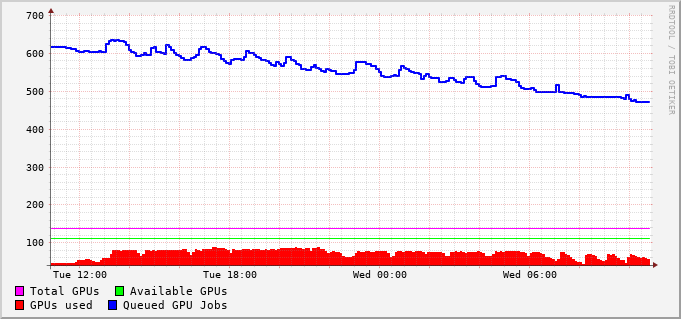 700
600
500
400
300
200
100
Tue 12:00 Tue 18:00 Wed 00:00 Wed 06:00
Total GPUs Available GPUs
GPUs used Queued GPU Jobs
RRDTOOL / TOBI OETIKER